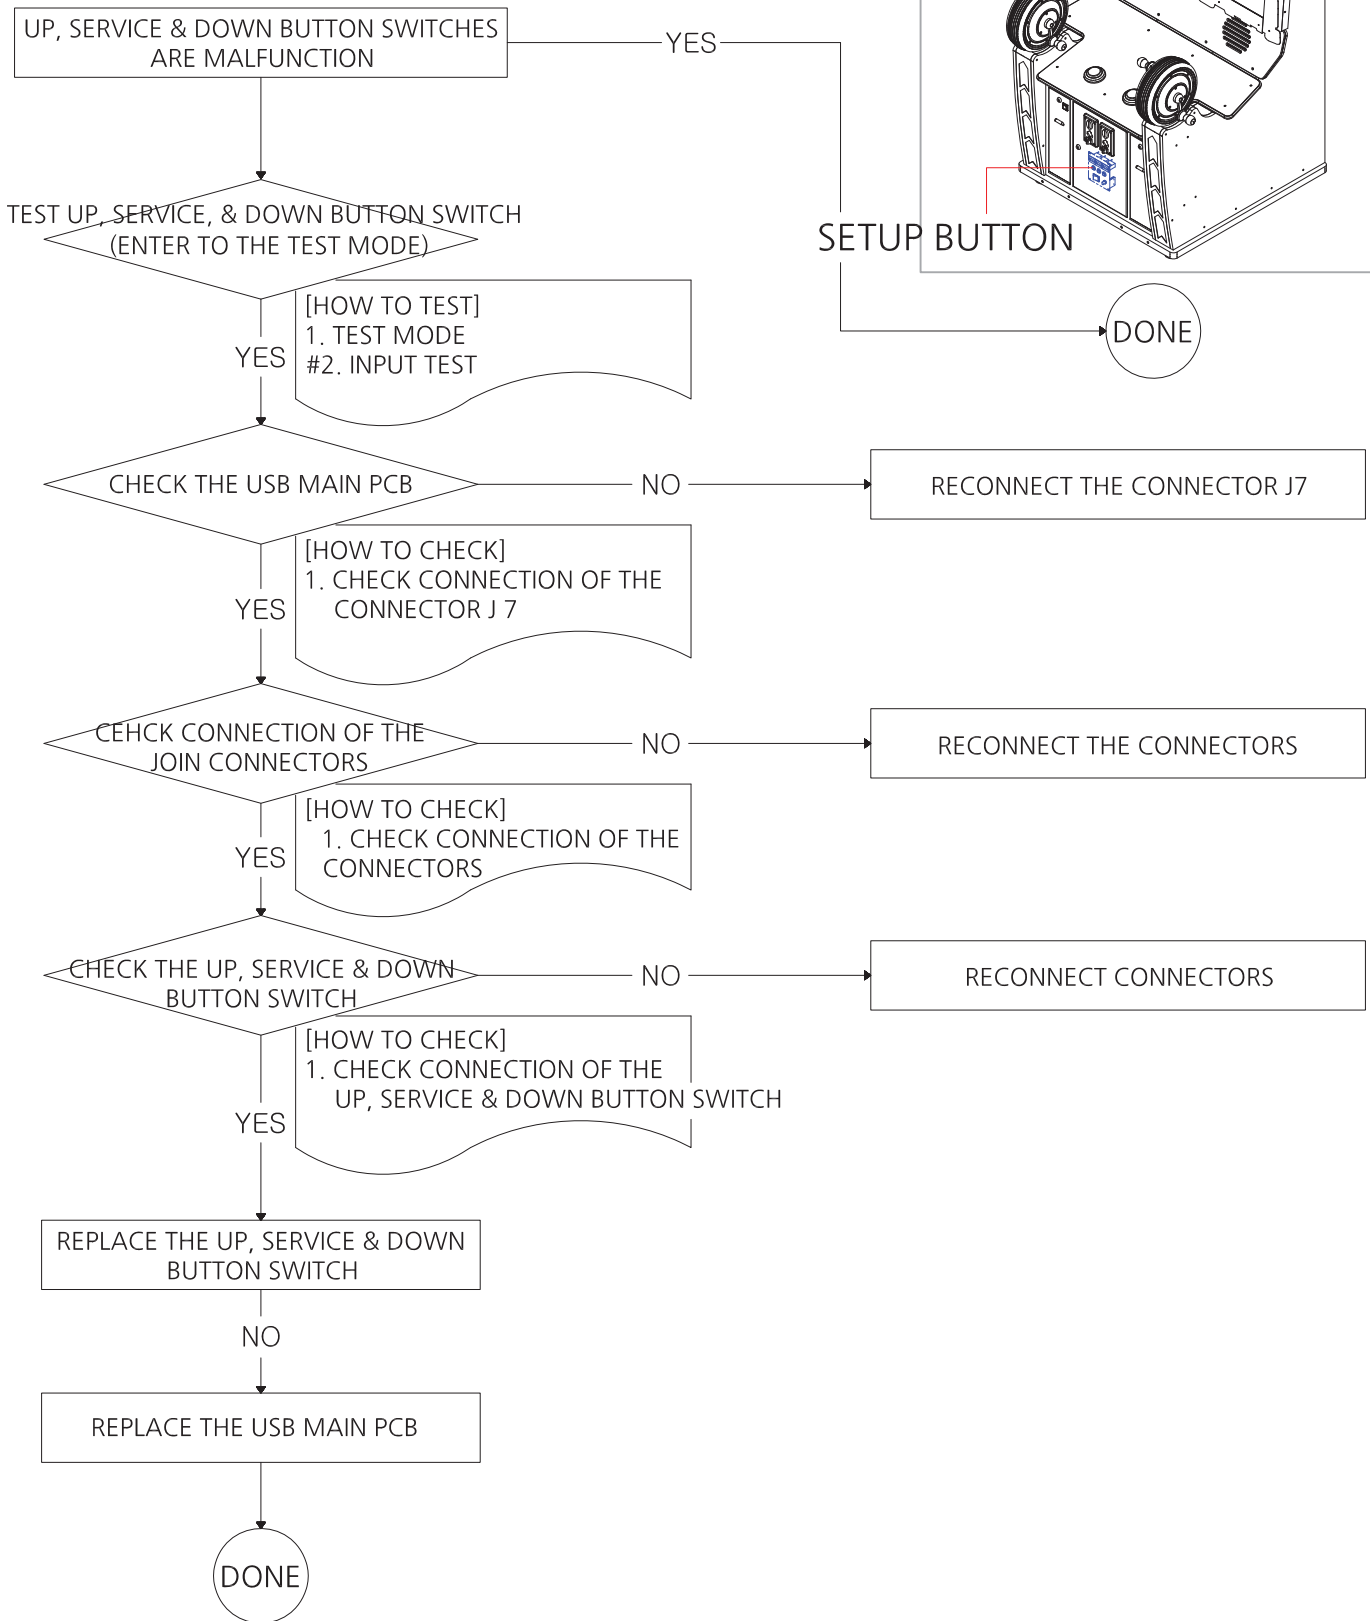 UP, SERVICE & DOWN BUTTON SWITCHES
ARE MALFUNCTION
YES
SETUP BUTTON
DONE
TEST UP, SERVICE, & DOWN BUTTON SWITCH
(ENTER TO THE TEST MODE)
[HOW TO TEST]
1. TEST MODE
#2. INPUT TEST
YES
CHECK THE USB MAIN PCB
NO
RECONNECT THE CONNECTOR J7
[HOW TO CHECK]
1. CHECK CONNECTION OF THE
CONNECTOR J 7
YES
CEHCK CONNECTION OF THE
JOIN CONNECTORS
NO
RECONNECT THE CONNECTORS
[HOW TO CHECK]
1. CHECK CONNECTION OF THE
CONNECTORS
YES
CHECK THE UP, SERVICE & DOWN
BUTTON SWITCH
NO
RECONNECT CONNECTORS
[HOW TO CHECK]
1. CHECK CONNECTION OF THE
UP, SERVICE & DOWN BUTTON SWITCH
YES
REPLACE THE UP, SERVICE & DOWN
BUTTON SWITCH
NO
REPLACE THE USB MAIN PCB
DONE